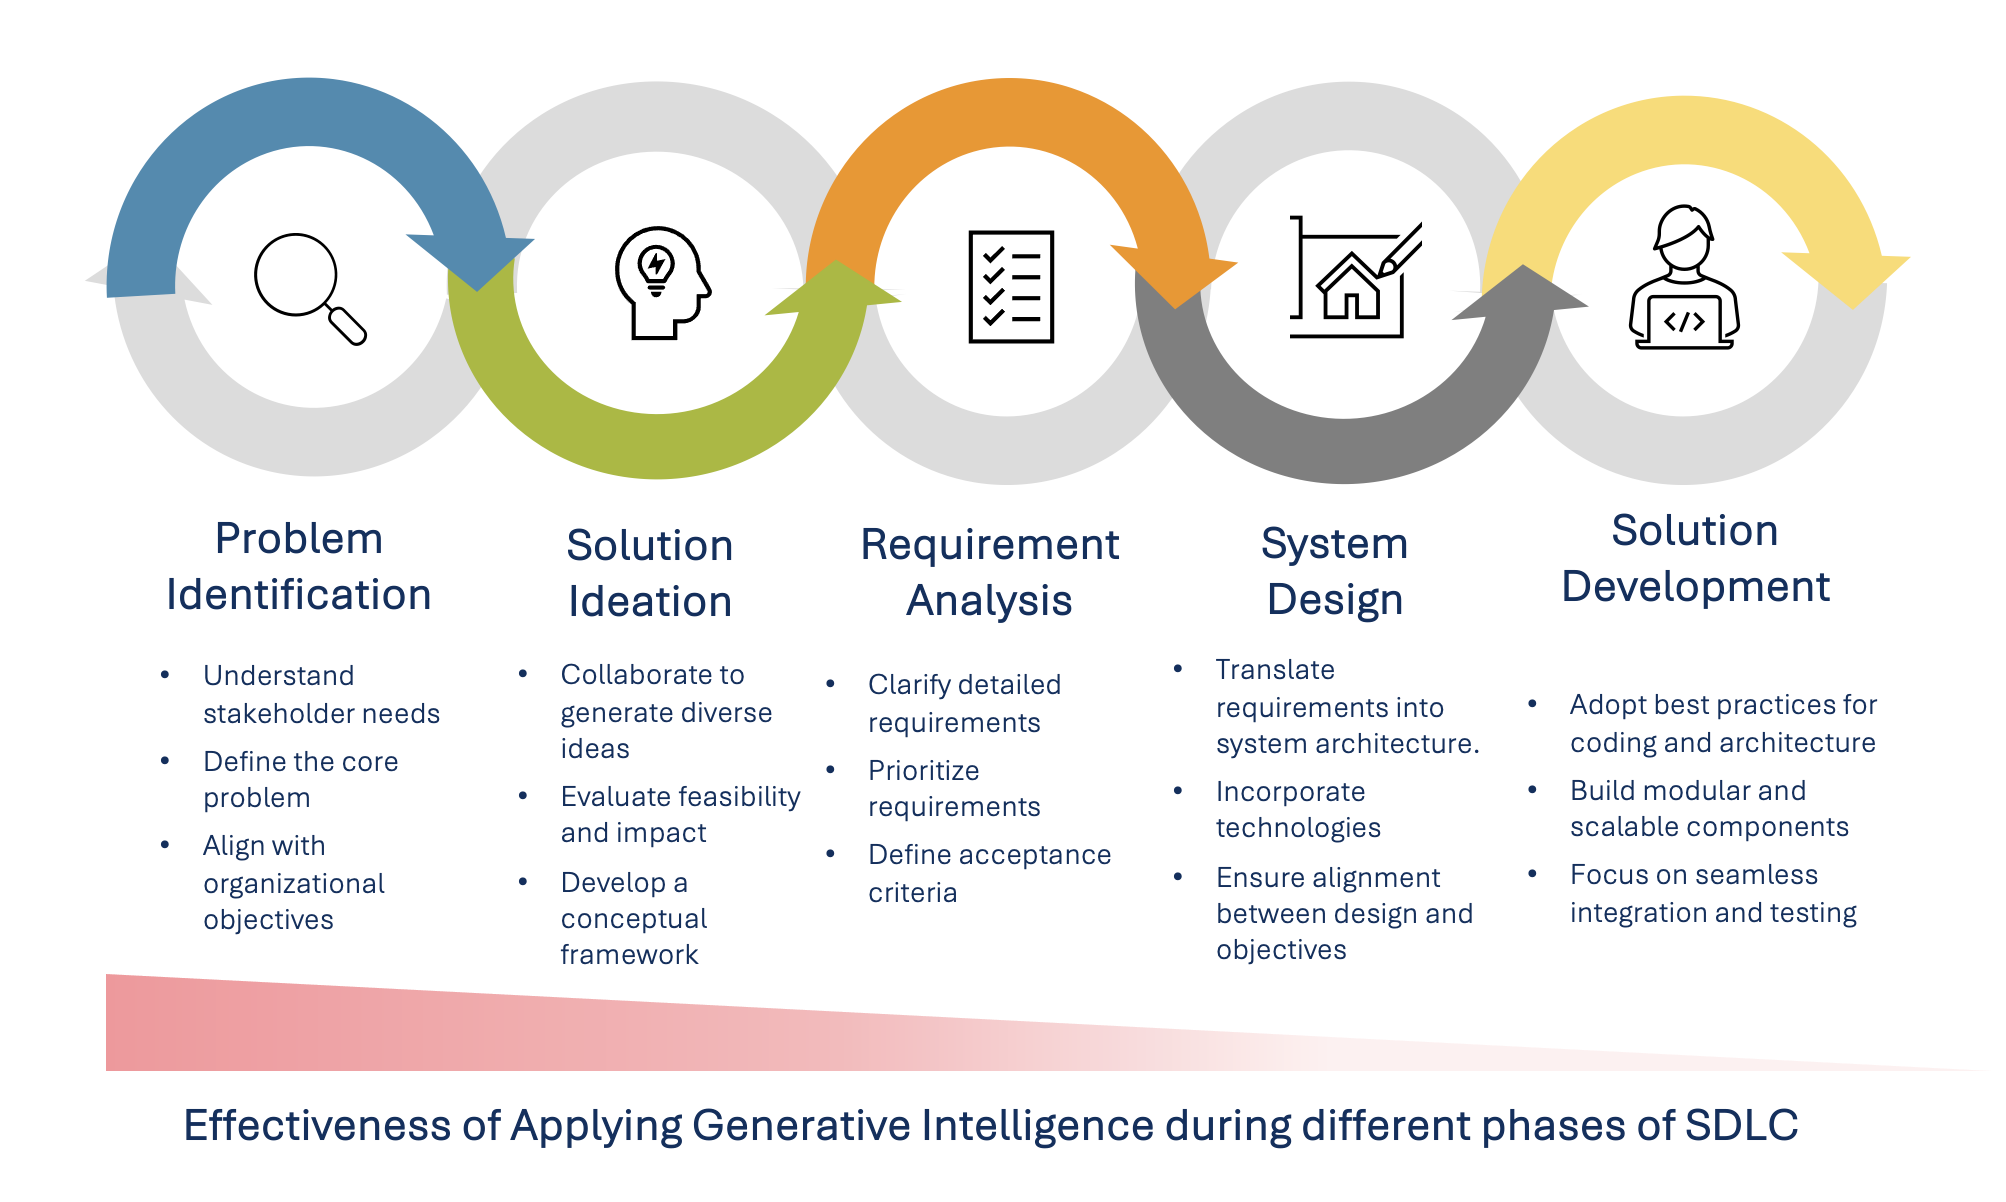 Problem
Identification
• Understand
stakeholder needs
• Define the core
problem
• Align with
organizational
objectives
Solution
Ideation
• Collaborate to
generate diverse
ideas
• Evaluate feasibility
and impact
• Develop a
conceptual
framework
Requirement
Analysis
• Clarify detailed
requirements
• Prioritize
requirements
• Define acceptance
criteria
System
Design
• Translate
requirements into
system architecture.
• Incorporate
technologies
• Ensure alignment
between design and
objectives
</>
Solution
Development
• Adopt best practices for
coding and architecture
• Build modular and
scalable components
• Focus on seamless
integration and testing
Effectiveness of Applying Generative Intelligence during different phases of SDLC